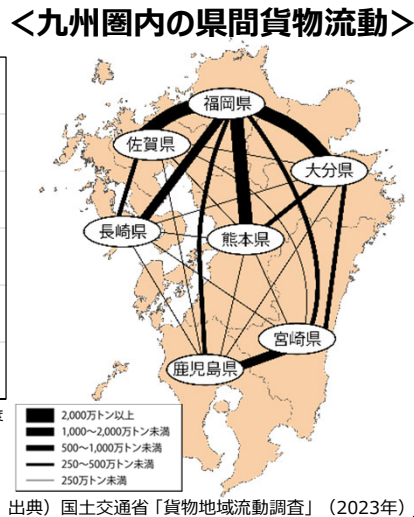 ＜九州圏内の県間貨物流動＞
福岡県
佐賀県
大分県
長崎県
熊本県
宮崎県
鹿児島県
2,000万トン以上
1,000～2,000万トン未満
500～1,000万トン未満
250～500万トン未満
250万トン未満
出典）国土交通省「貨物地域流動調査」（2023年）